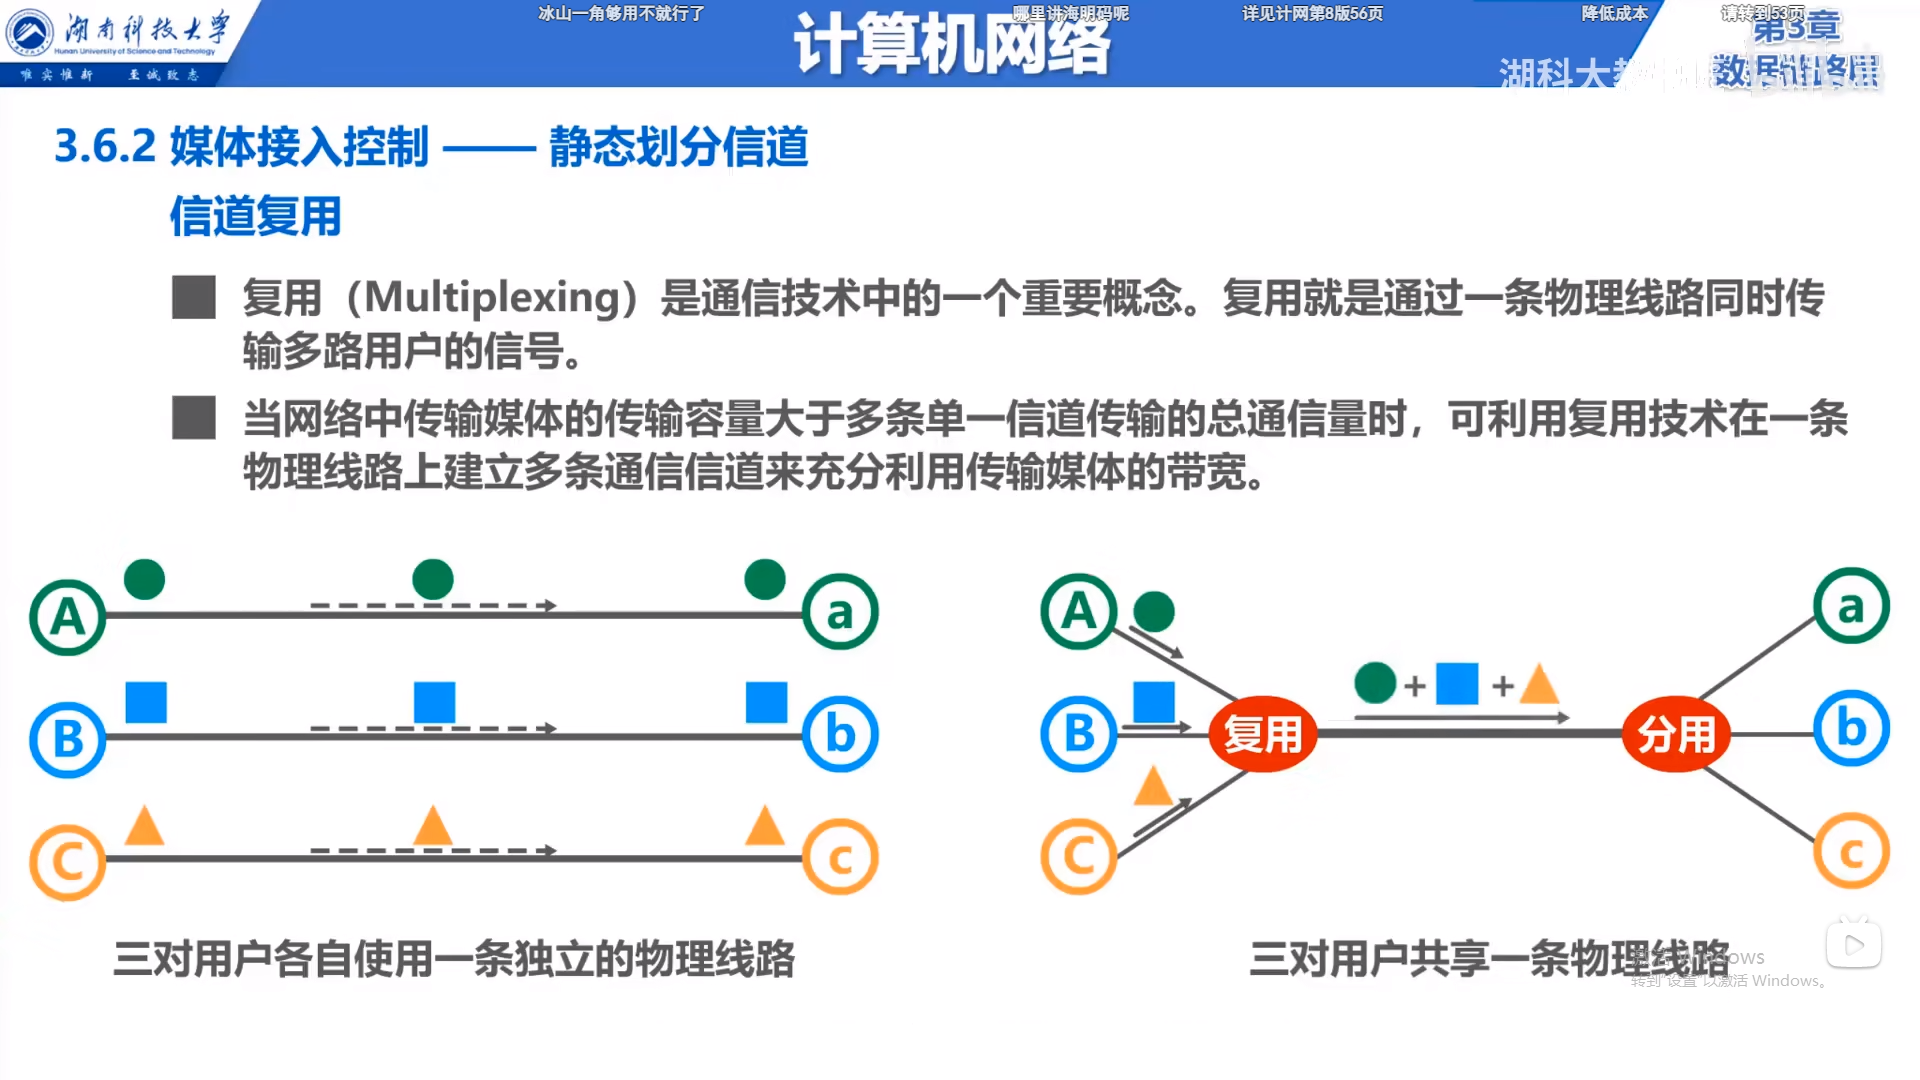 冰山一角够用不就行了
哪里讲海明码呢
详见计网第8版56页
降低成本
请转到53页
湖南科技大学
Hunan University of Science and Technology
唯实惟新 至诚致志
计算机网络
第3章
数据链路层
湖科大教
3.6.2 媒体接入控制 —— 静态划分信道
信道复用
复用（Multiplexing）是通信技术中的一个重要概念。复用就是通过一条物理线路同时传
输多路用户的信号。
当网络中传输媒体的传输容量大于多条单一信道传输的总通信量时，可利用复用技术在一条
物理线路上建立多条通信信道来充分利用传输媒体的带宽。
A
a
B
b
C
c
三对用户各自使用一条独立的物理线路
A
a
+
+
B
复用
分用
b
C
c
三对用户共享一条物理线路
激活 Windows
转到"设置"以激活 Windows。